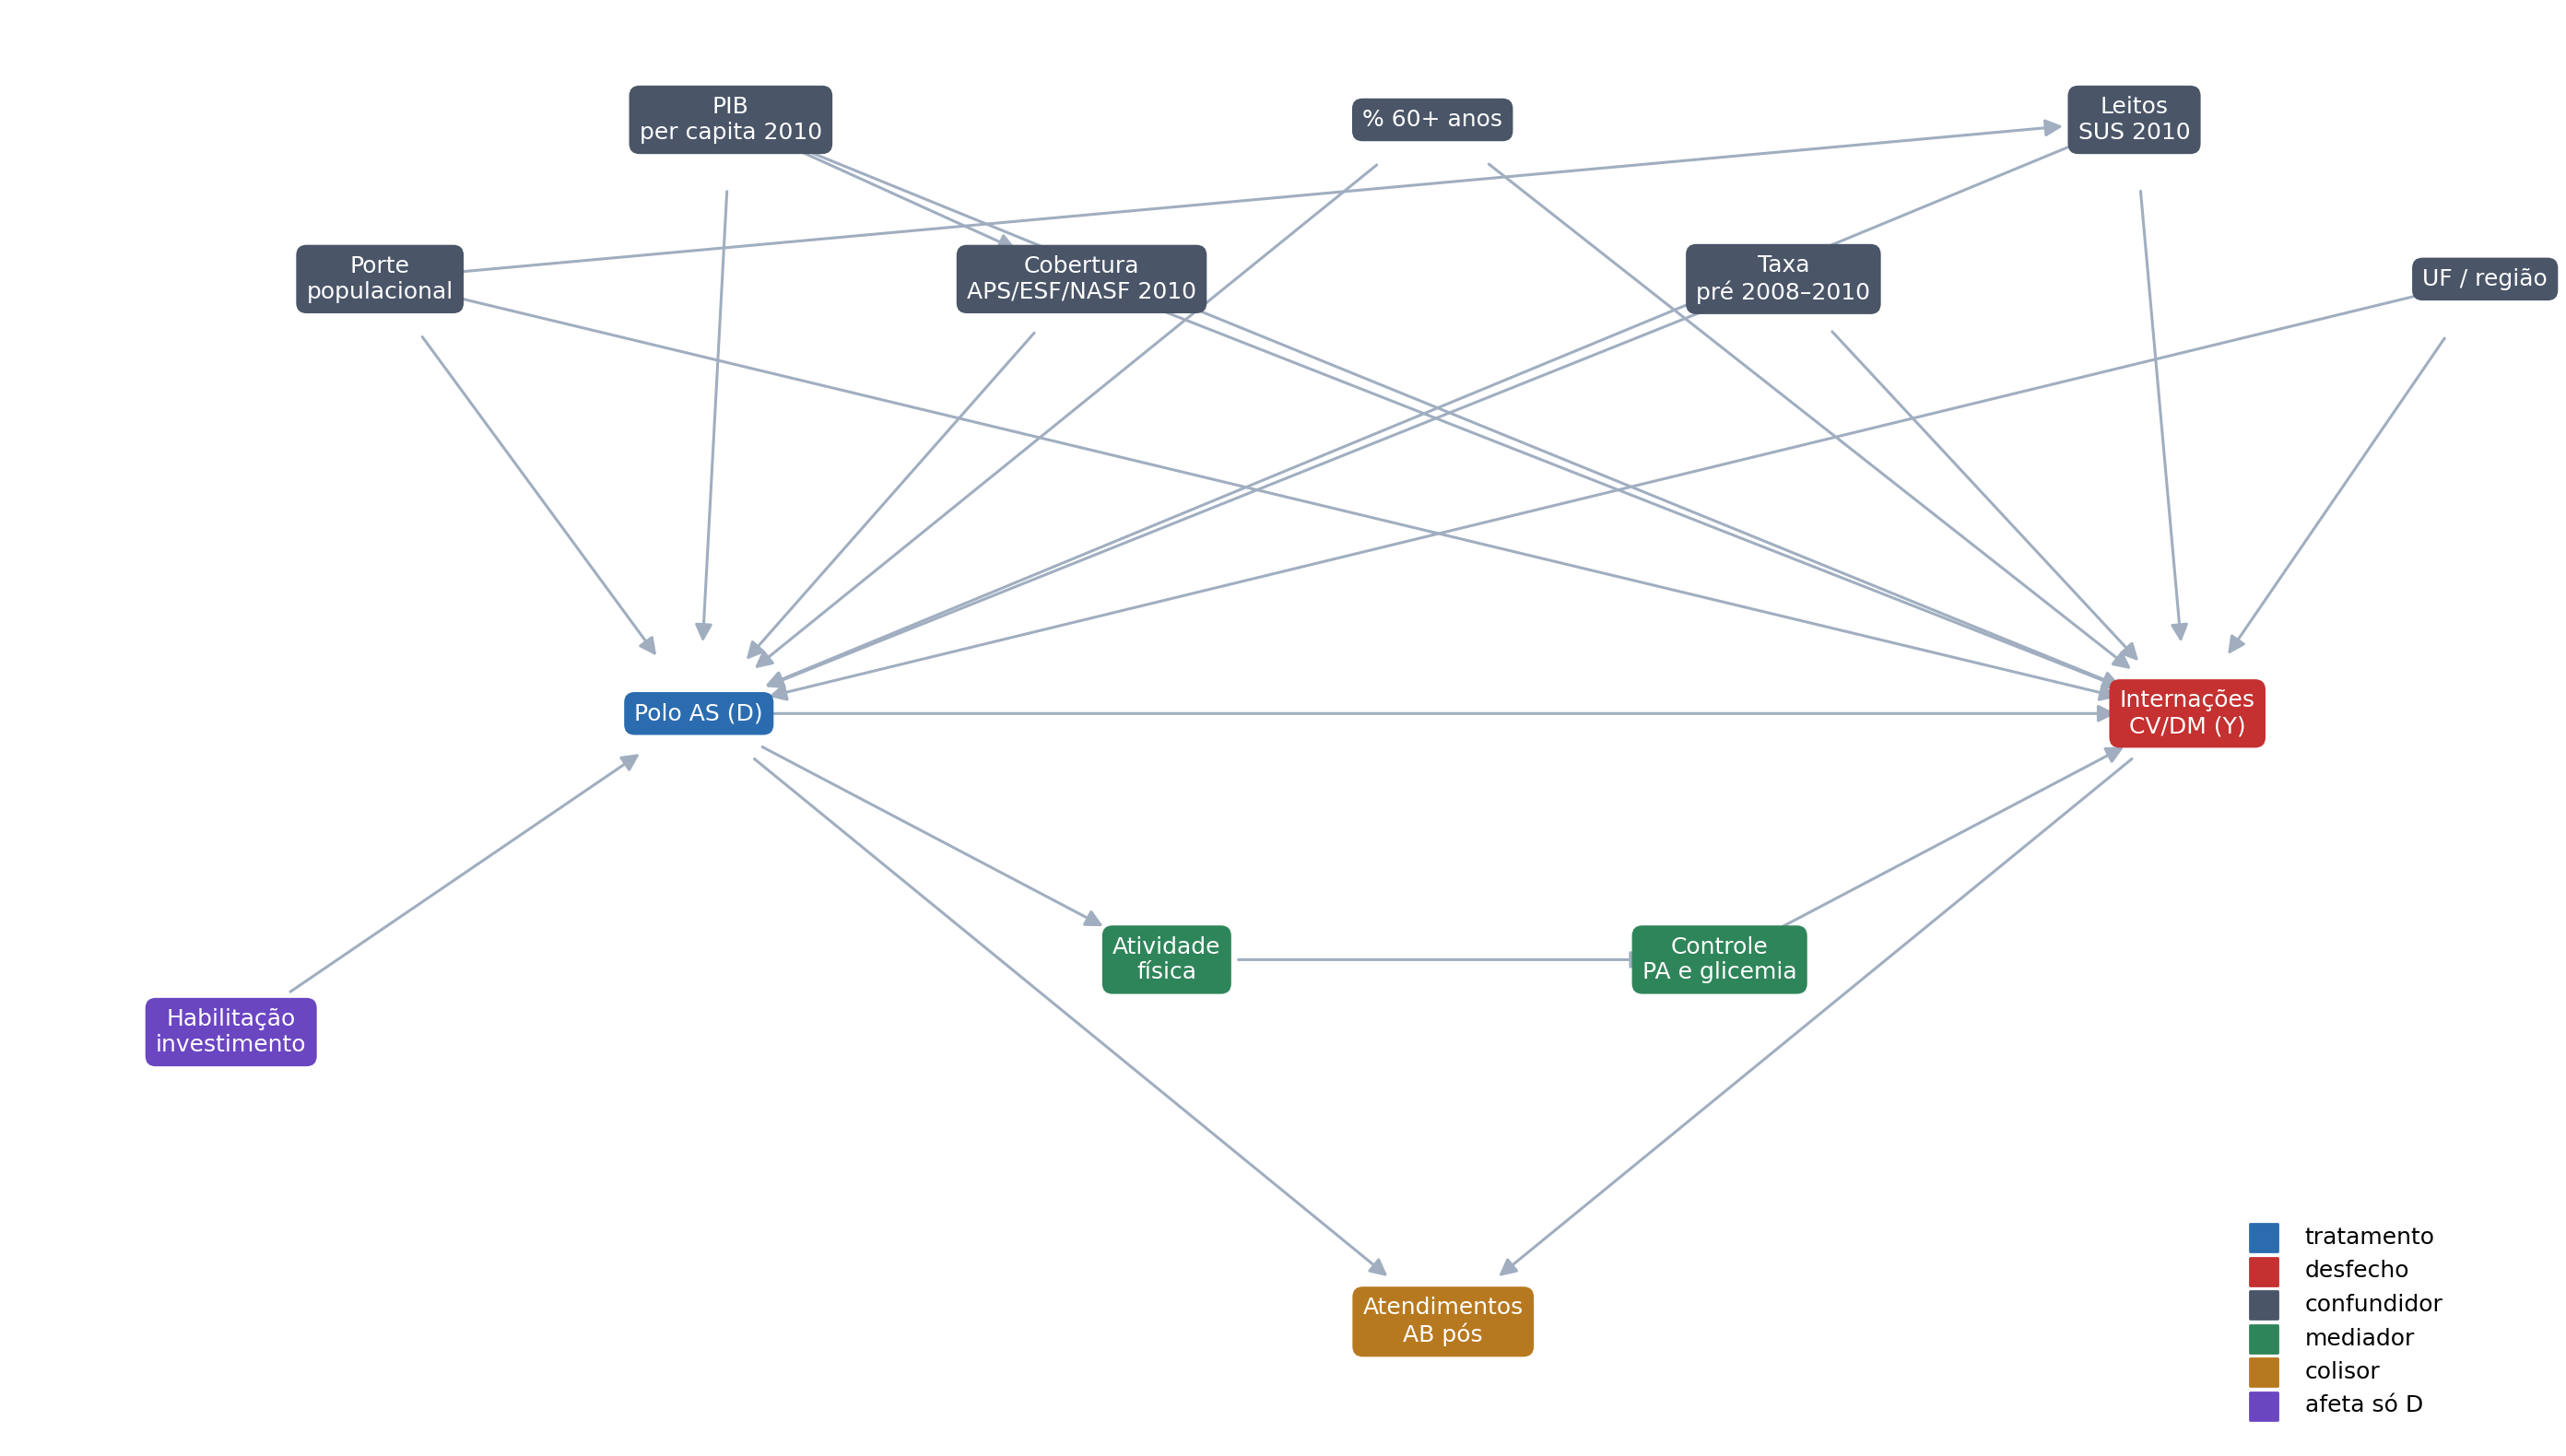 PIB
per capita 2010
% 60+ anos
Leitos
SUS 2010
Porte
populacional
Cobertura
APS/ESF/NASF 2010
Taxa
pré 2008–2010
UF / região
Polo AS (D)
Internações
CV/DM (Y)
Atividade
física
Controle
PA e glicemia
Habilitação
investimento
Atendimentos
AB pós
tratamento
desfecho
confundidor
mediador
colisor
afeta só D